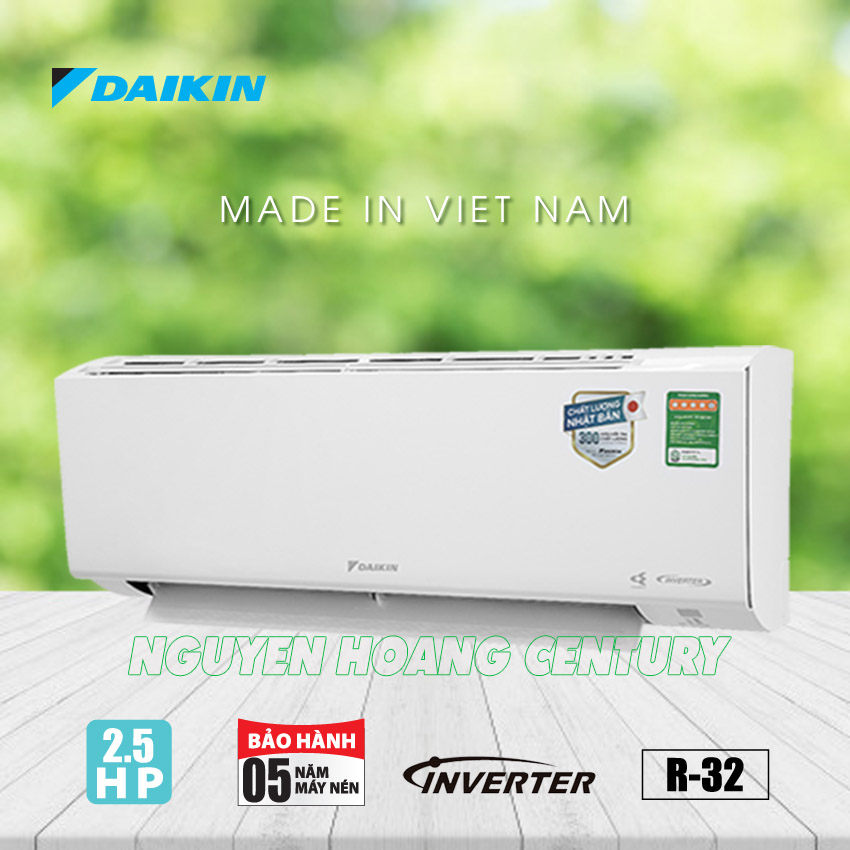 DAIKIN
MADE IN VIET NAM
CHẤT LƯỢNG
NHẬT BẢN
300
DAIKIN
INVERTER
NGUYEN HOANG CENTURY
2.5
HP
BẢO HÀNH
05 NĂM
MÁY NÉN
INVERTER
R-32